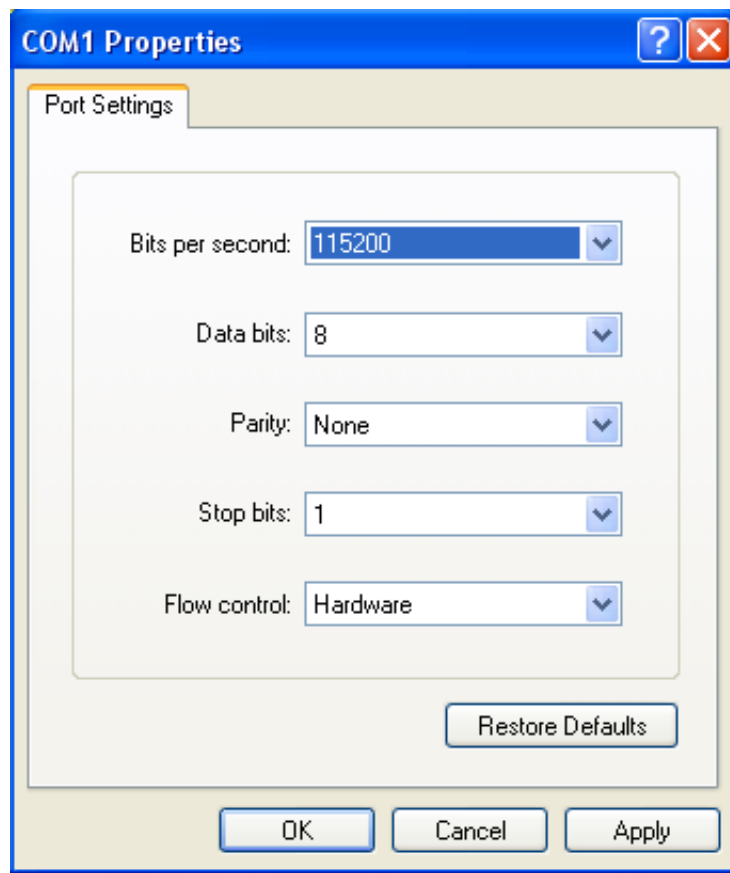 COM1 Properties
Port Settings
Bits per second: 115200
Data bits: 8
Parity: None
Stop bits: 1
Flow control: Hardware
Restore Defaults
OK Cancel Apply